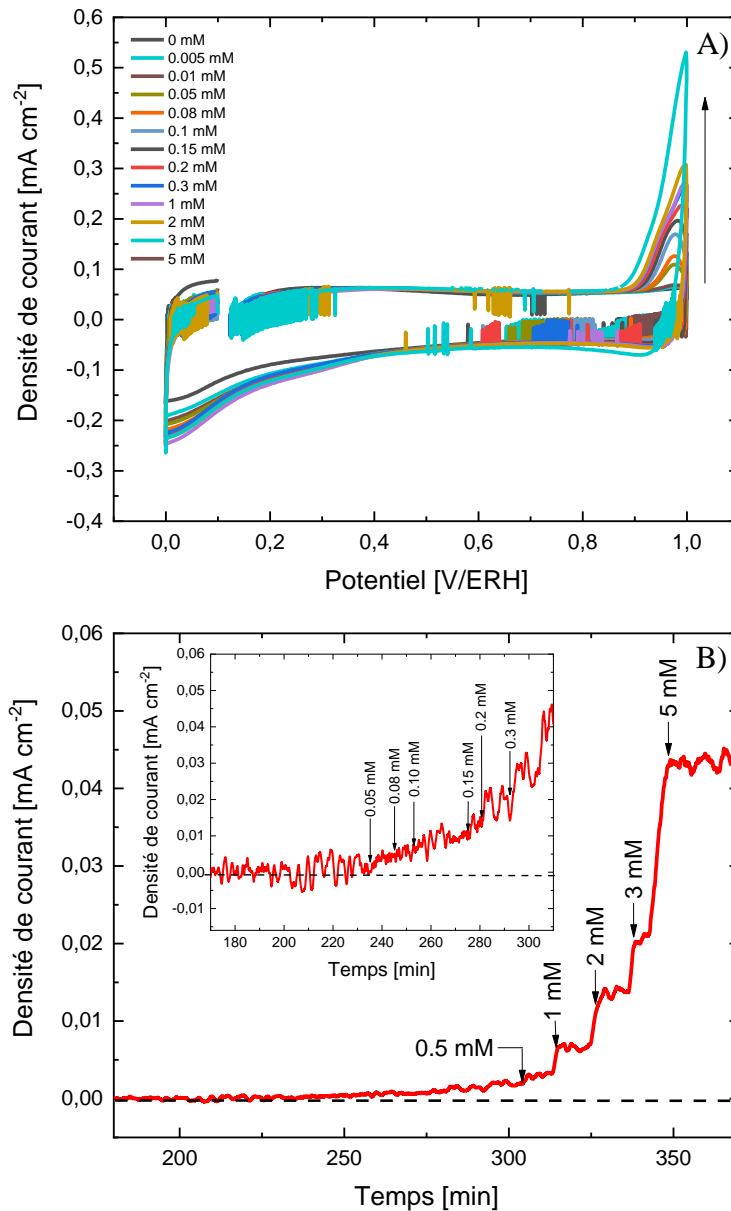 A)
Densité de courant [mA cm-2]
0,6
0,5
0,4
0,3
0,2
0,1
0,0
-0,1
-0,2
-0,3
-0,4
0 mM
0.005 mM
0.01 mM
0.05 mM
0.08 mM
0.1 mM
0.15 mM
0.2 mM
0.3 mM
1 mM
2 mM
3 mM
5 mM
0,0 0,2 0,4 0,6 0,8 1,0
Potentiel [V/ERH]
B)
Densité de courant [mA cm-2]
0,06
0,05
0,04
0,03
0,02
0,01
0,00
Densité de courant [mA cm-2]
0,06
0,05
0,04
0,03
0,02
0,01
0,00
-0,01
0.05 mM
0.08 mM
0.10 mM
0.15 mM
0.2 mM
0.3 mM
180 200 220 240 260 280 300
Temps [min]
0.5 mM
1 mM
2 mM
3 mM
5 mM
200 250 300 350
Temps [min]